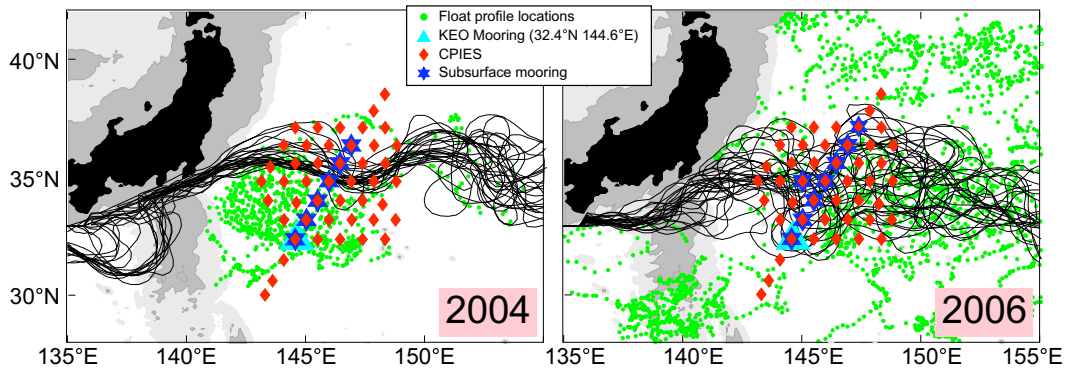 Float profile locations
KEO Mooring (32.4°N 144.6°E)
CPIES
Subsurface mooring
40°N
35°N
30°N
2004
2006
135°E 140°E 145°E 150°E 140°E 145°E 150°E 155°E